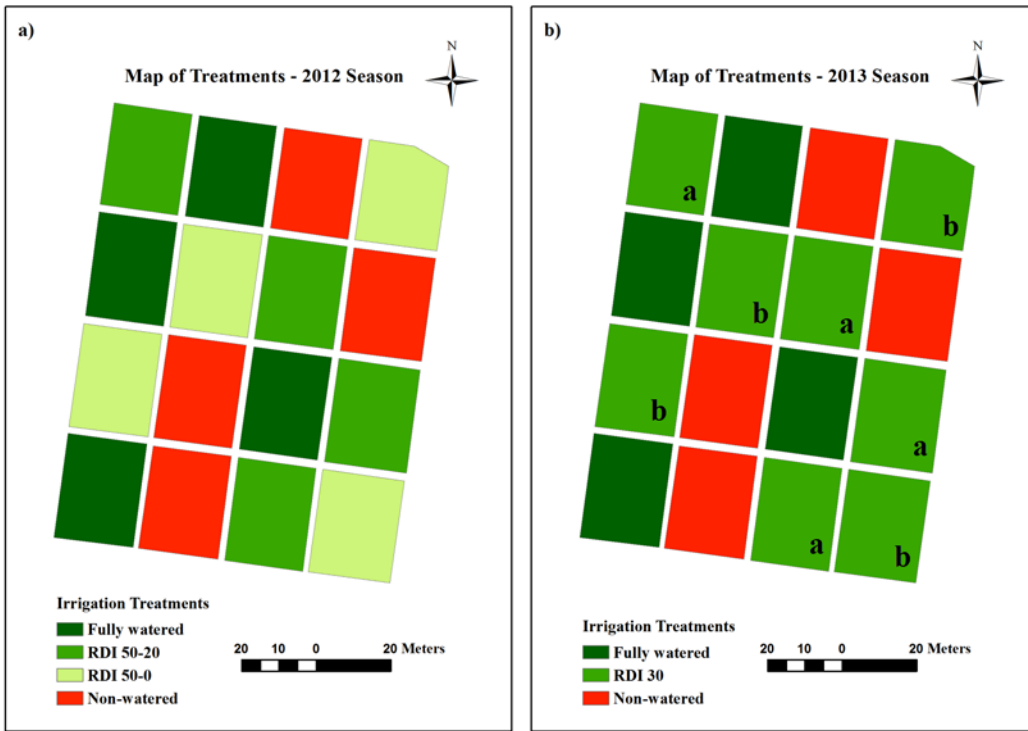 a)
N
Map of Treatments - 2012 Season
Irrigation Treatments
Fully watered
RDI 50-20
RDI 50-0
Non-watered
20 10 0 20 Meters
b)
N
Map of Treatments - 2013 Season
a
b
b
a
b
a
a
b
Irrigation Treatments
Fully watered
RDI 30
Non-watered
20 10 0 20 Meters